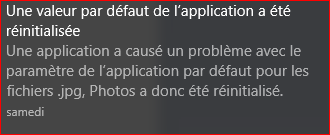 Une valeur par défaut de l’application a été
réinitialisée
Une application a causé un problème avec le
paramètre de l’application par défaut pour les
fichiers .jpg, Photos a donc été réinitialisé.
samedi